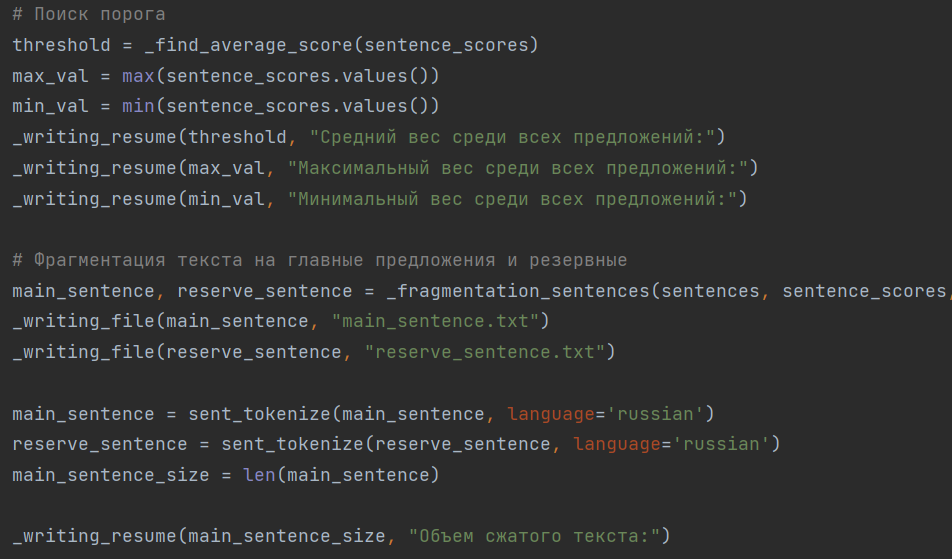 # Поиск порога
threshold = _find_average_score(sentence_scores)
max_val = max(sentence_scores.values())
min_val = min(sentence_scores.values())
_writing_resume(threshold, "Средний вес среди всех предложений:")
_writing_resume(max_val, "Максимальный вес среди всех предложений:")
_writing_resume(min_val, "Минимальный вес среди всех предложений:")
# Фрагментация текста на главные предложения и резервные
main_sentence, reserve_sentence = _fragmentation_sentences(sentences, sentence_scores,
_writing_file(main_sentence, "main_sentence.txt")
_writing_file(reserve_sentence, "reserve_sentence.txt")
main_sentence = sent_tokenize(main_sentence, language='russian')
reserve_sentence = sent_tokenize(reserve_sentence, language='russian')
main_sentence_size = len(main_sentence)
_writing_resume(main_sentence_size, "Объем сжатого текста:")